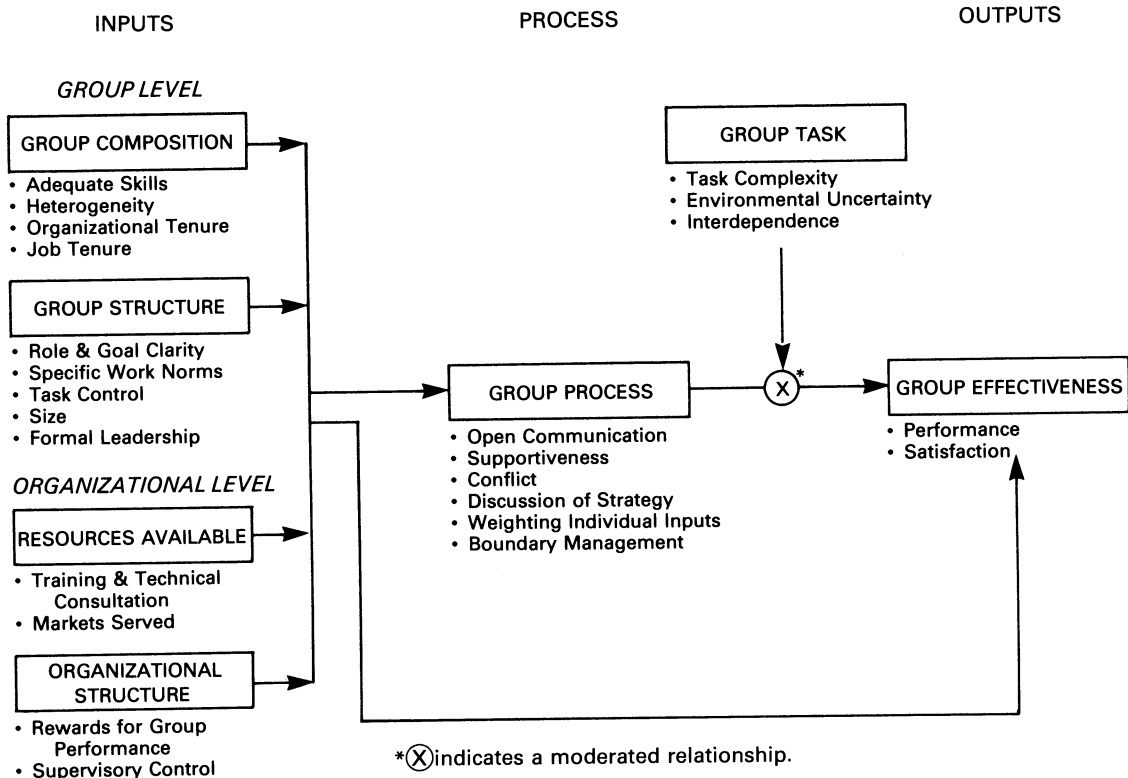 INPUTS
PROCESS
OUTPUTS
GROUP LEVEL
GROUP COMPOSITION
• Adequate Skills
• Heterogeneity
• Organizational Tenure
• Job Tenure
GROUP STRUCTURE
• Role & Goal Clarity
• Specific Work Norms
• Task Control
• Size
• Formal Leadership
ORGANIZATIONAL LEVEL
RESOURCES AVAILABLE
• Training & Technical
Consultation
• Markets Served
ORGANIZATIONAL
STRUCTURE
• Rewards for Group
Performance
• Supervisory Control
GROUP TASK
• Task Complexity
• Environmental Uncertainty
• Interdependence
GROUP PROCESS
• Open Communication
• Supportiveness
• Conflict
• Discussion of Strategy
• Weighting Individual Inputs
• Boundary Management
X *
GROUP EFFECTIVENESS
• Performance
• Satisfaction
*Ⓧindicates a moderated relationship.